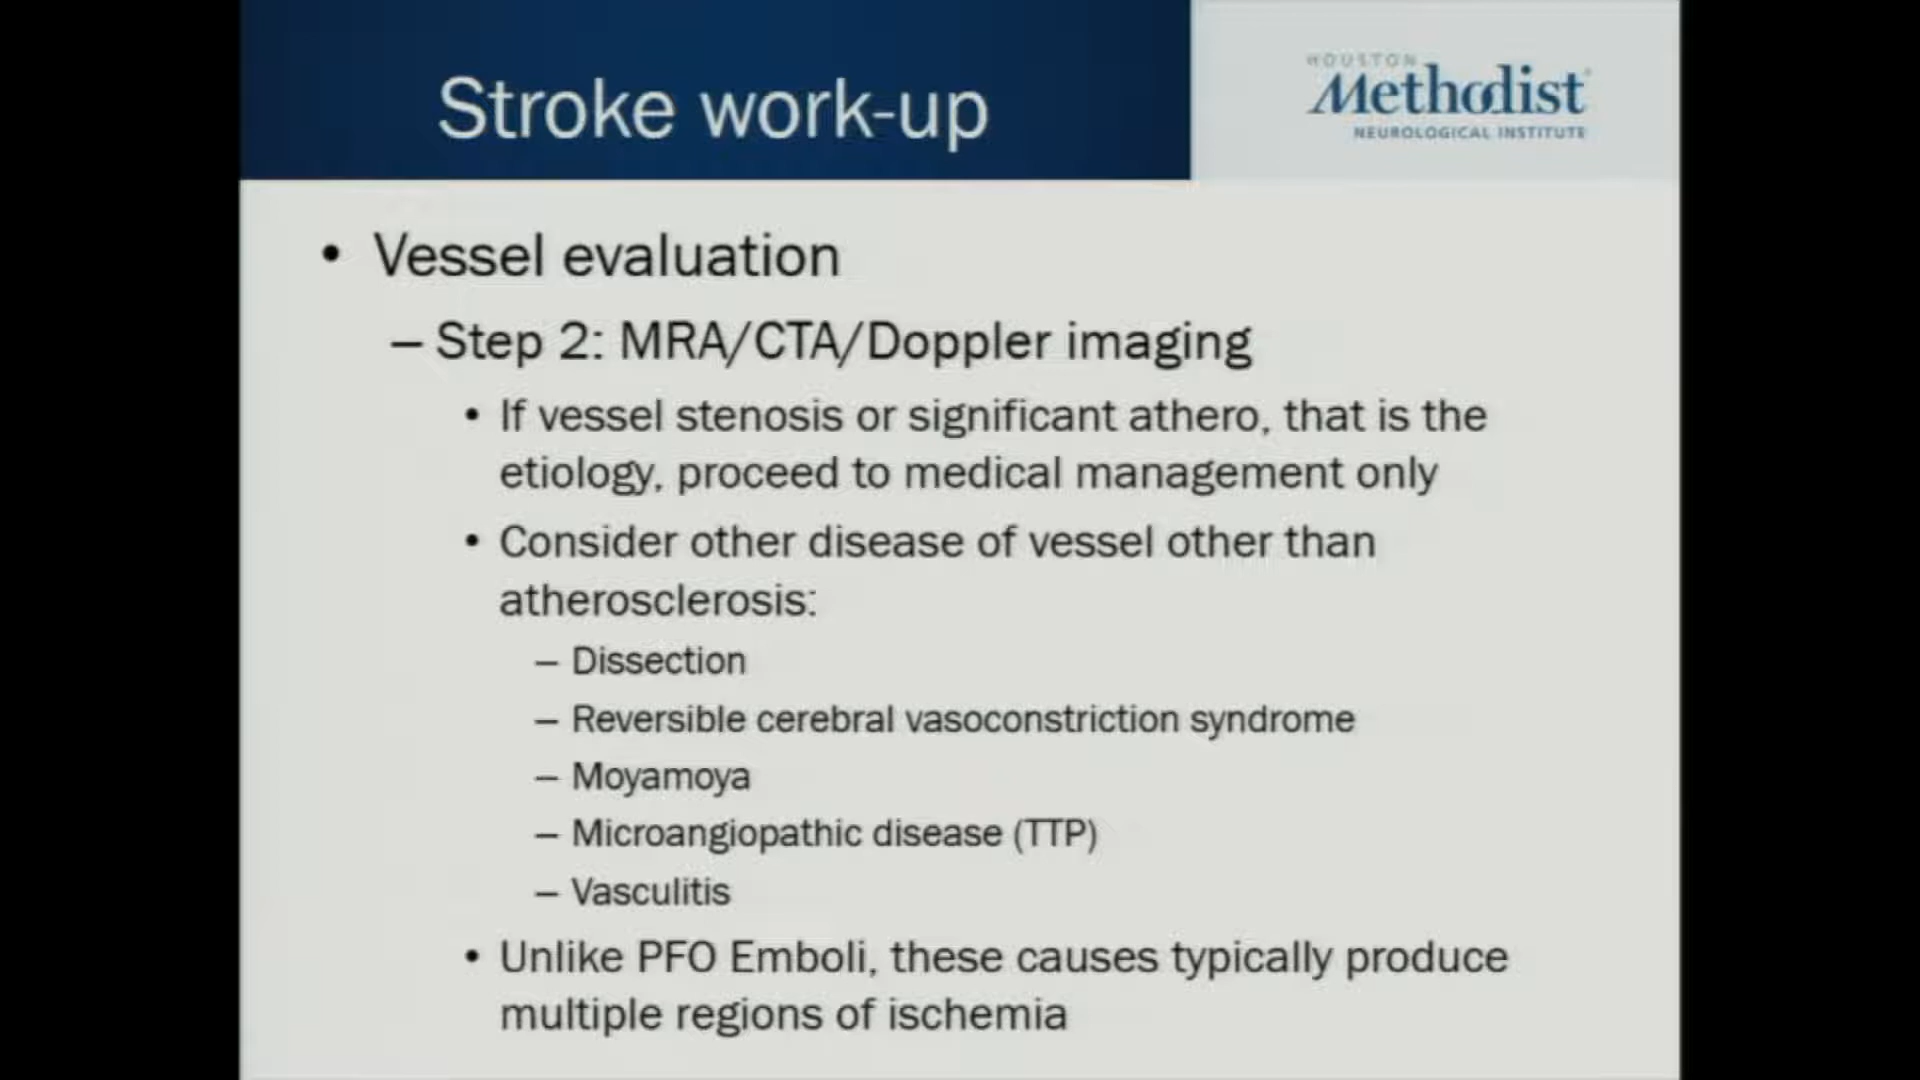 Stroke work-up
HOUSTON
Methodist
NEUROLOGICAL INSTITUTE
• Vessel evaluation
– Step 2: MRA/CTA/Doppler imaging
• If vessel stenosis or significant athero, that is the
etiology, proceed to medical management only
• Consider other disease of vessel other than
atherosclerosis:
– Dissection
– Reversible cerebral vasoconstriction syndrome
– Moyamoya
– Microangiopathic disease (TTP)
– Vasculitis
• Unlike PFO Emboli, these causes typically produce
multiple regions of ischemia